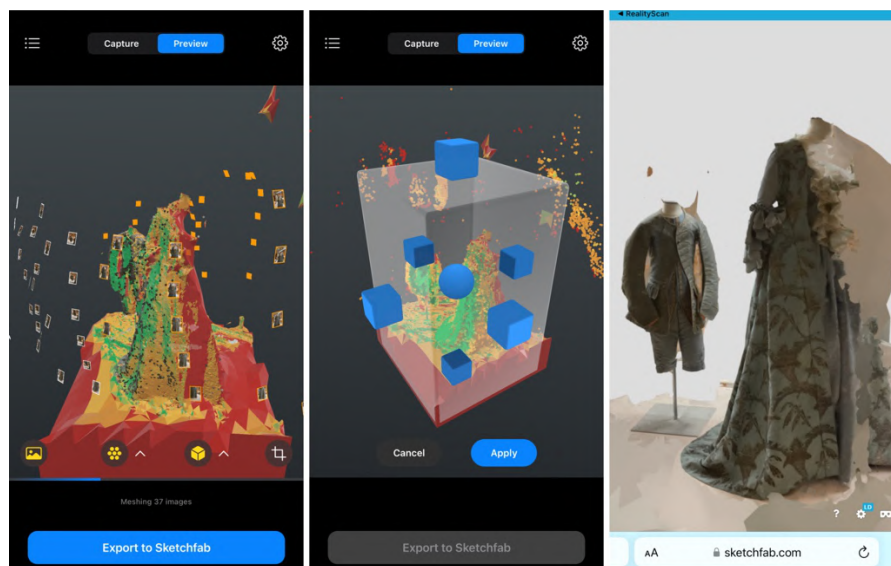 Capture
Preview
Meshing 37 images
Export to Sketchfab
Capture
Preview
Cancel
Apply
Export to Sketchfab
RealityScan
?
LD
AA
sketchfab.com